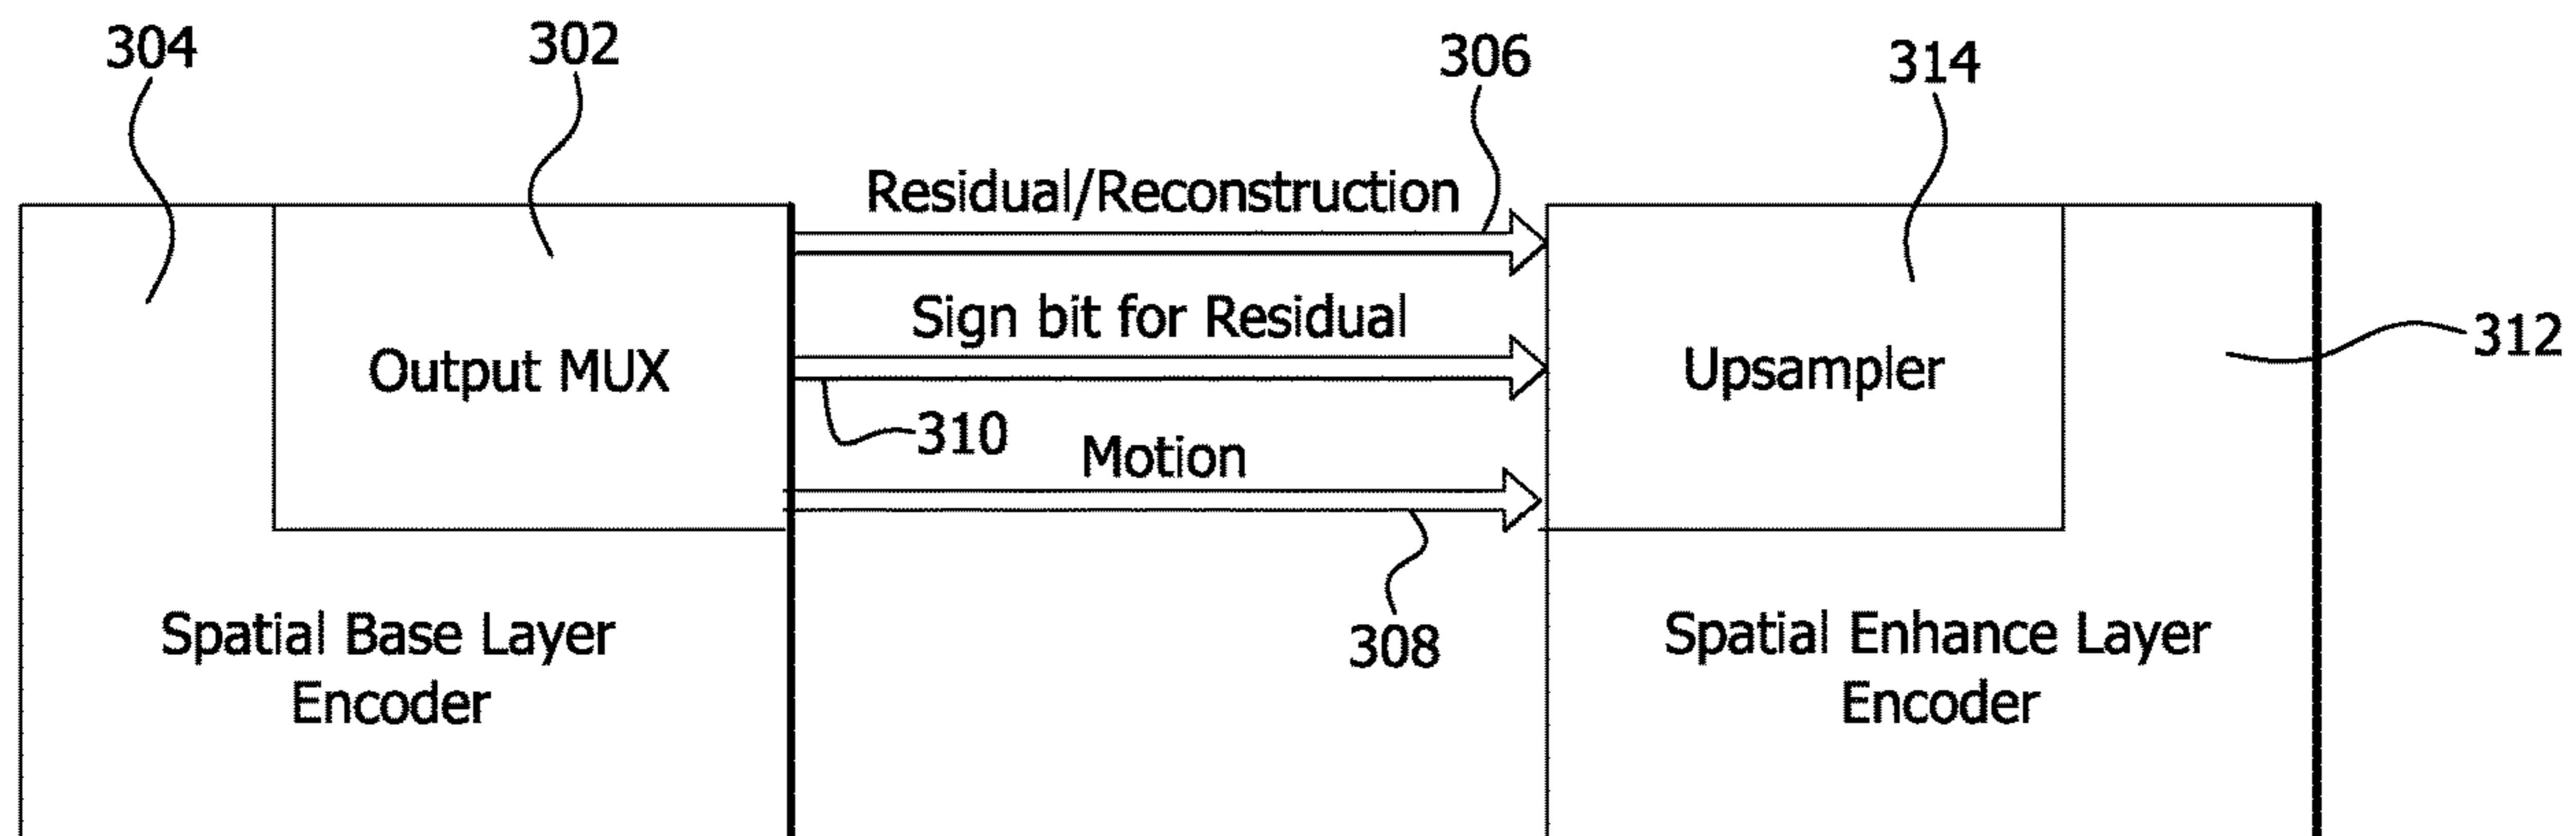 304
302
306
314
Residual/Reconstruction
Sign bit for Residual
312
Output MUX
Upsampler
310
Motion
308
Spatial Base Layer
Encoder
Spatial Enhance Layer
Encoder